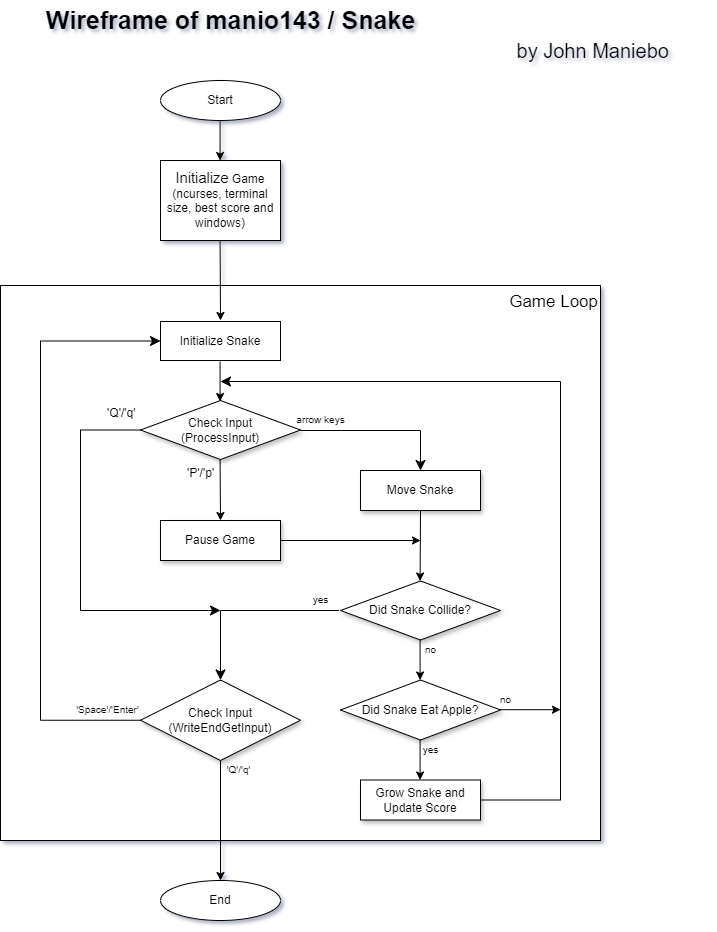 Wireframe of manio143 / Snake
by John Maniebo
Start
Initialize Game
(ncurses, terminal
size, best score and
windows)
Game Loop
Initialize Snake
'Q'/'q'
Check Input
(ProcessInput)
arrow keys
'P'/'p'
Move Snake
Pause Game
yes
Did Snake Collide?
no
'Space'/'Enter'
Check Input
(WriteEndGetInput)
Did Snake Eat Apple?
no
yes
'Q'/'q'
Grow Snake and
Update Score
End